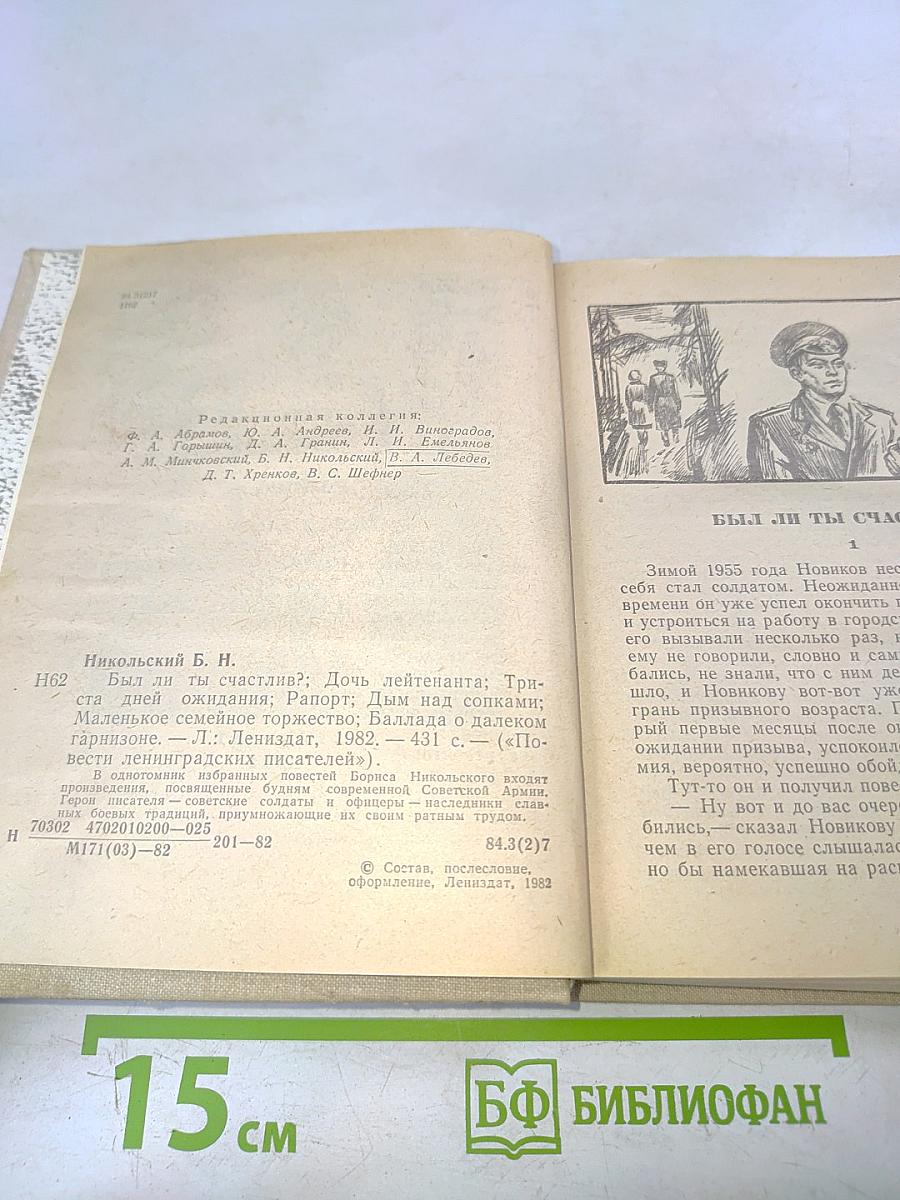 84.3(2)7
Н62
Редакционная коллегия:
Ф. А. Абрамов, Ю. А. Андреев, И. И. Виноградов,
Г. А. Горышин, Д. А. Гранин, Л. И. Емельянов
А. М. Минчковский, Б. Н. Никольский, В. А. Лебедев,
Д. Т. Хренков, В. С. Шефнер
Никольский Б. Н.
Н62 Был ли ты счастлив?; Дочь лейтенанта; Три-
ста дней ожидания; Рапорт; Дым над сопками;
Маленькое семейное торжество; Баллада о далеком
гарнизоне. — Л.: Лениздат, 1982. — 431 с. — («По-
вести ленинградских писателей»).
В однотомник избранных повестей Бориса Никольского входят
произведения, посвященные будням современной Советской Армии.
Герои писателя — советские солдаты и офицеры — наследники слав-
ных боевых традиций, приумножающие их своим ратным трудом.
Н 70302 4702010200—025
М171(03)—82 201—82 84.3(2)7
© Состав, послесловие,
оформление, Лениздат, 1982
БЫЛ ЛИ ТЫ СЧАС
1
Зимой 1955 года Новиков нес
себя стал солдатом. Неожиданн
времени он уже успел окончить
и устроиться на работу в городс
его вызывали несколько раз,
ему не говорили, словно и сам
бались, не знали, что с ним де
шло, и Новикову вот-вот уже
грань призывного возраста. П
рый первые месяцы после ок
ожидании призыва, успокоил
мия, вероятно, успешно обойд
Тут-то он и получил пове
— Ну вот и до вас очере
бились,— сказал Новикову
чем в его голосе слышалас
но бы намекавшая на рас
15 см
БФ БИБЛИОФАН